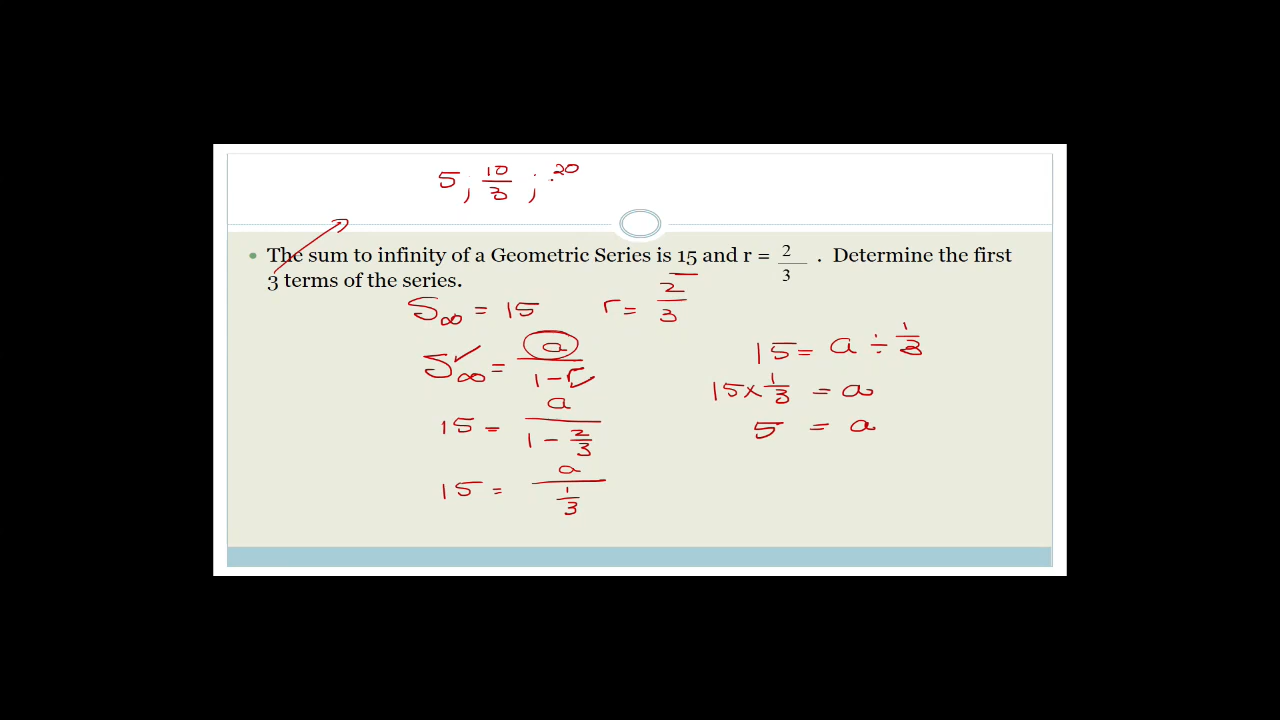 5 ; 10/3 ; 20
• The sum to infinity of a Geometric Series is 15 and r = 2/3 . Determine the first
3 terms of the series.
S∞ = 15 r = 2/3
S∞ = a/(1 - r)
15 = a/(1 - 2/3)
15 = a/(1/3)
15 = a ÷ 1/3
15 × 1/3 = a
5 = a